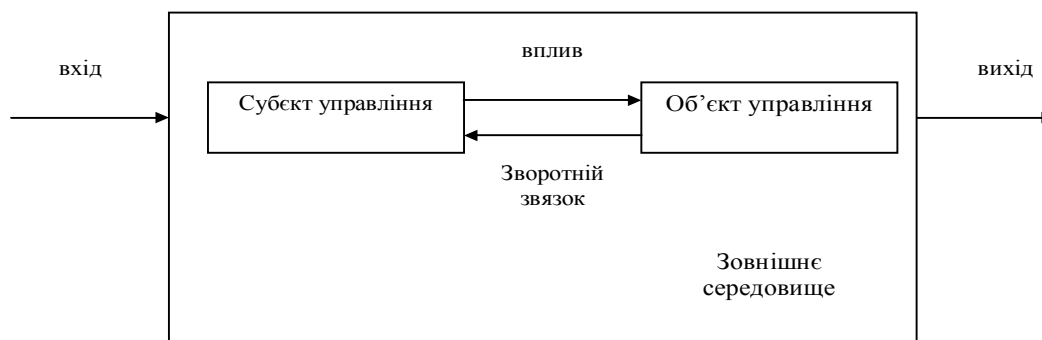 вплив
вхід
вихід
Субєкт управління
Об’єкт управління
Зворотній
звязок
Зовнішнє
середовище